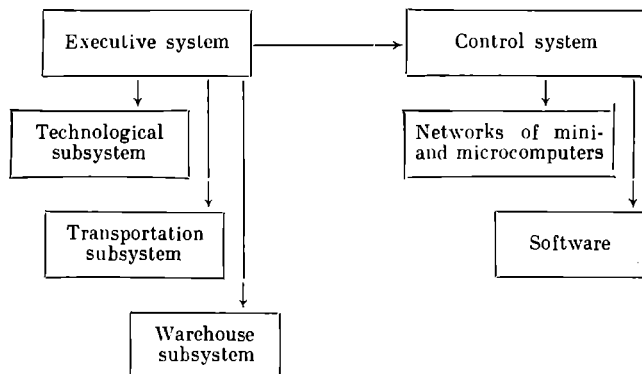 Executive system
Control system
Technological
subsystem
Networks of mini-
and microcomputers
Transportation
subsystem
Software
Warehouse
subsystem